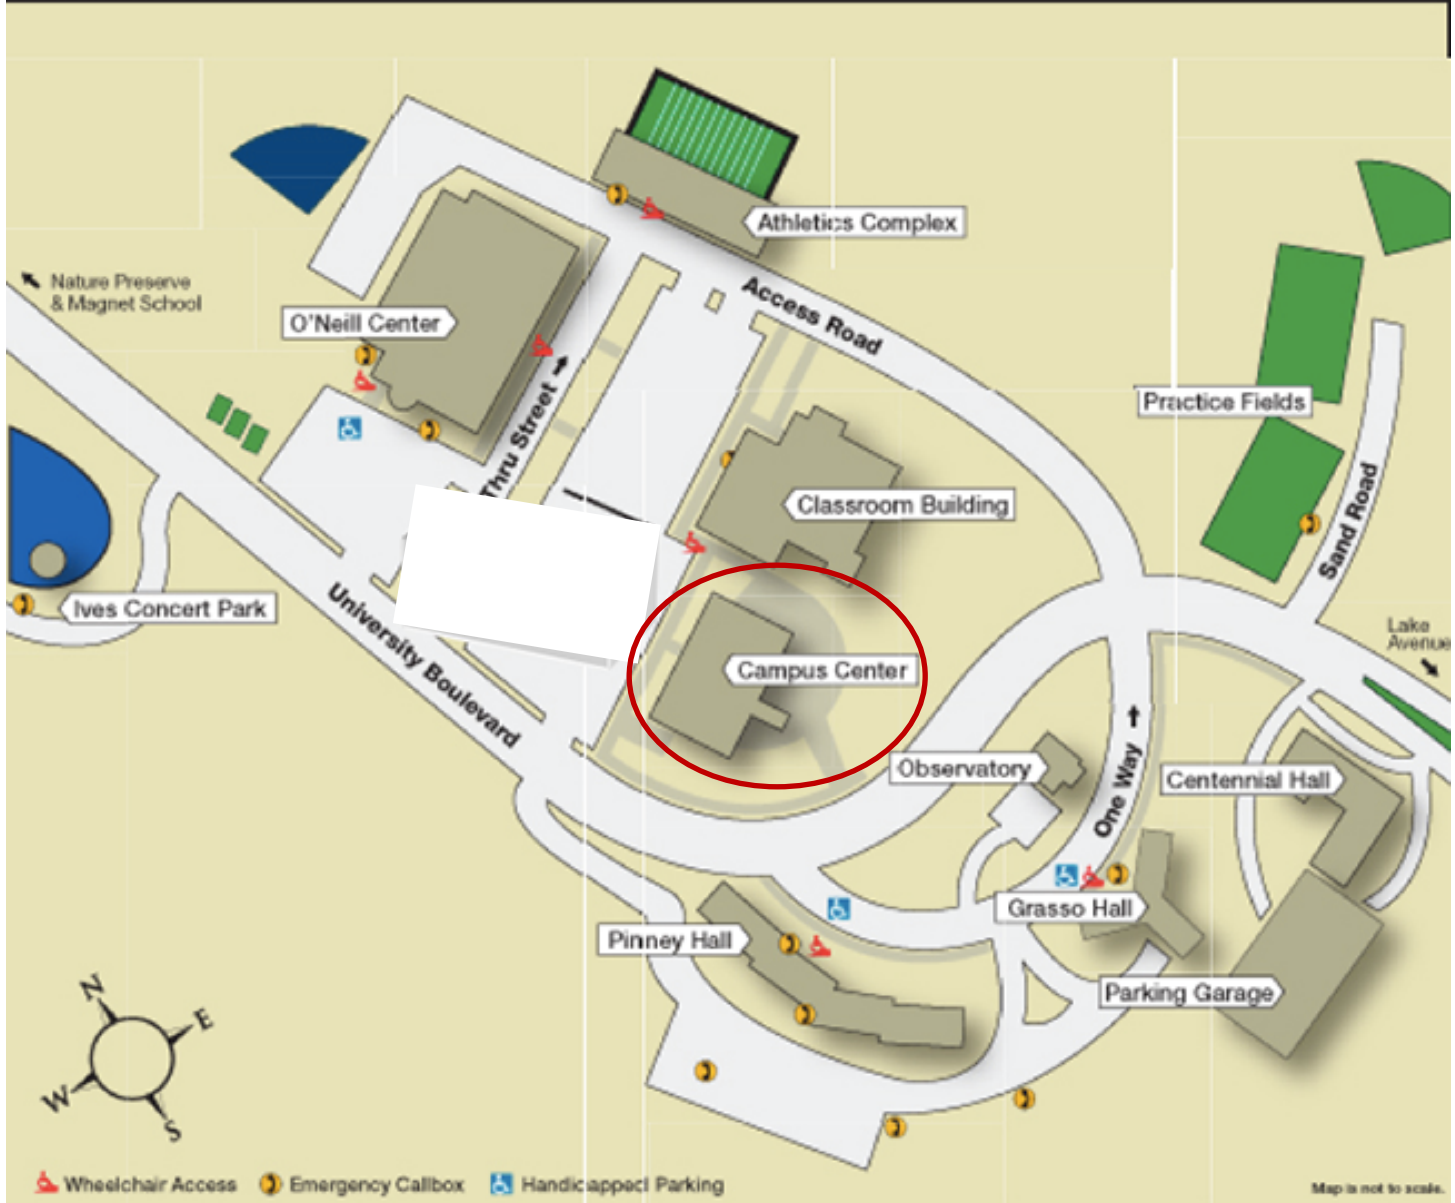 Athletics Complex
Nature Preserve
& Magnet School
O'Neill Center
Access Road
Thru Street
Practice Fields
Classroom Building
Sand Road
Ives Concert Park
University Boulevard
Lake
Avenue
Campus Center
Observatory
One Way
Centennial Hall
Grasso Hall
Pinney Hall
Parking Garage
N
E
W
S
Wheelchair Access
Emergency Callbox
Handicapped Parking
Map is not to scale.